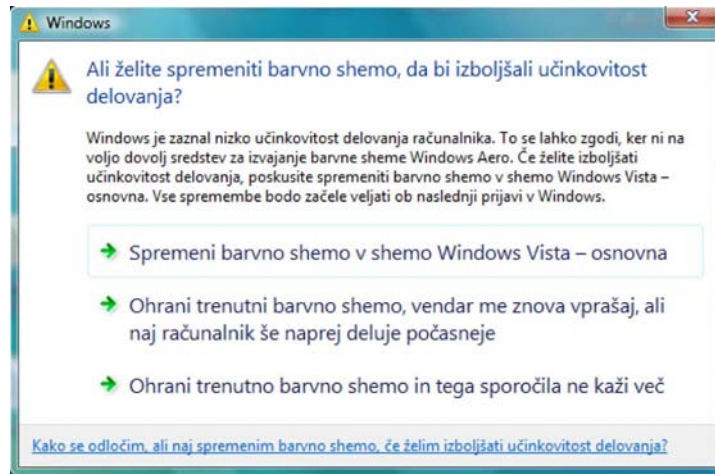 Windows
Ali želite spremeniti barvno shemo, da bi izboljšali učinkovitost
delovanja?
Windows je zaznal nizko učinkovitost delovanja računalnika. To se lahko zgodi, ker ni na
voljo dovolj sredstev za izvajanje barvne sheme Windows Aero. Če želite izboljšati
učinkovitost delovanja, poskusite spremeniti barvno shemo v shemo Windows Vista –
osnovna. Vse spremembe bodo začele veljati ob naslednji prijavi v Windows.
Spremeni barvno shemo v shemo Windows Vista – osnovna
Ohrani trenutni barvno shemo, vendar me znova vprašaj, ali
naj računalnik še naprej deluje počasneje
Ohrani trenutno barvno shemo in tega sporočila ne kaži več
Kako se odločim, ali naj spremenim barvno shemo, če želim izboljšati učinkovitost delovanja?